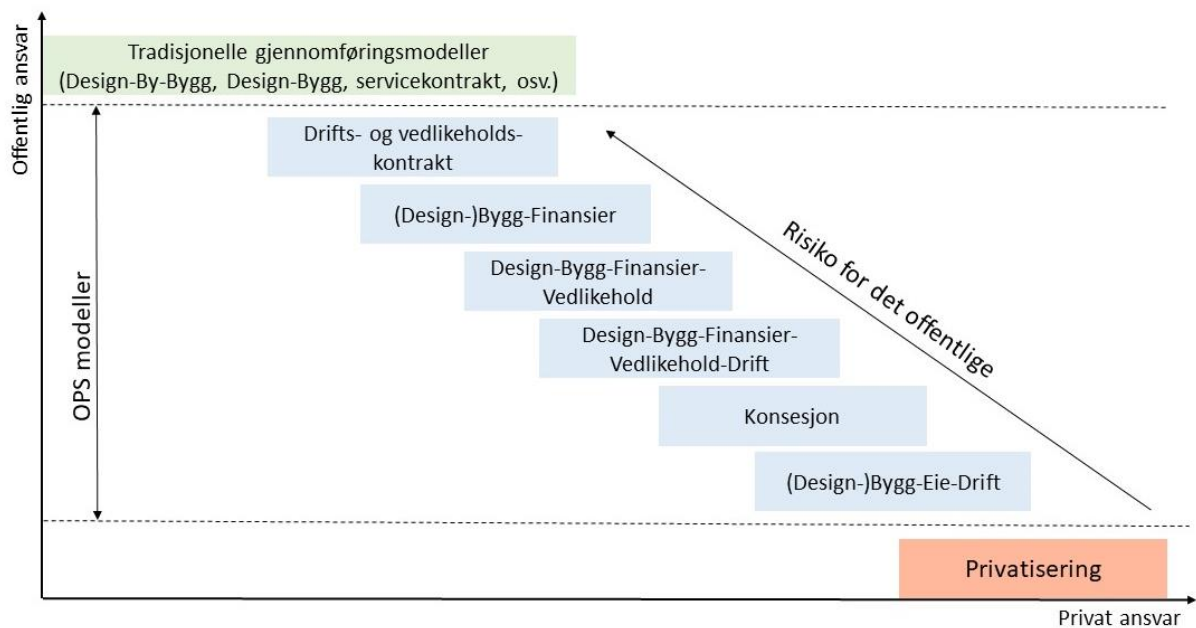 Offentlig ansvar
Tradisjonelle gjennomføringsmodeller
(Design-By-Bygg, Design-Bygg, servicekontrakt, osv.)
Drifts- og vedlikeholds-
kontrakt
(Design-)Bygg-Finansier
Design-Bygg-Finansier-
Vedlikehold
Design-Bygg-Finansier-
Vedlikehold-Drift
Konsesjon
(Design-)Bygg-Eie-Drift
OPS modeller
Risiko for det offentlige
Privatisering
Privat ansvar